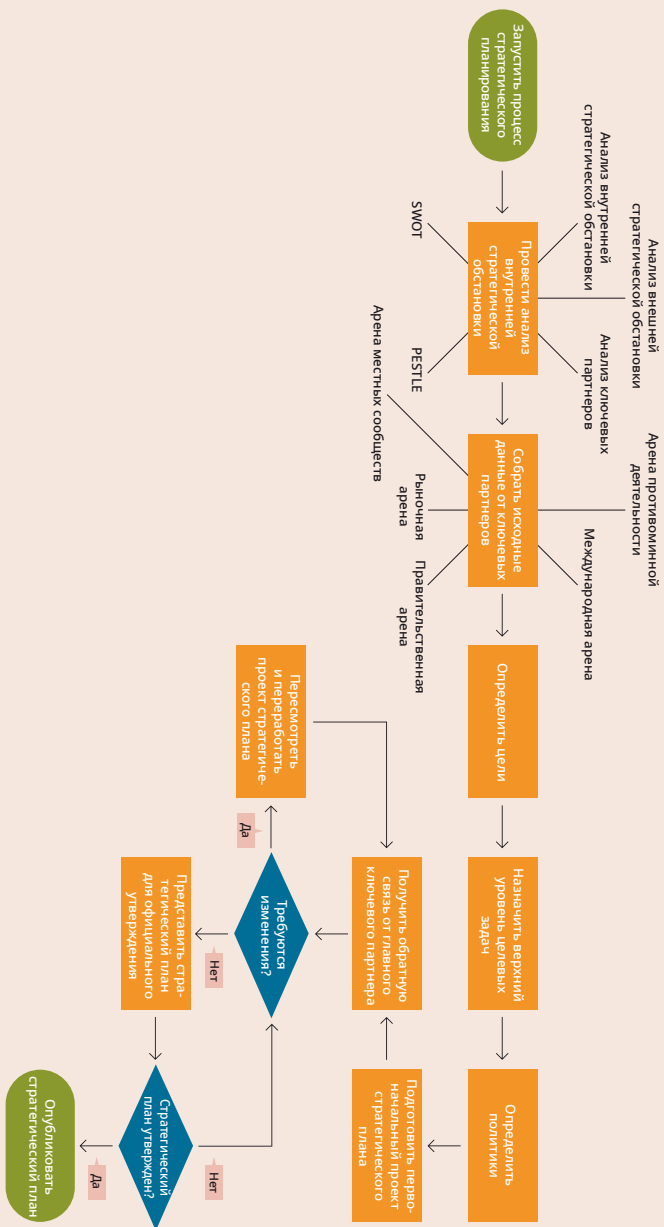 Запустить процесс
стратегического
планирования
Анализ внутренней
стратегической обстановки
Анализ внешней
стратегической обстановки
Анализ ключевых
партнеров
Провести анализ
внутренней
стратегической
обстановки
SWOT
PESTLE
Арена противоминной
деятельности
Международная арена
Собрать исходные
данные от ключевых
партнеров
Арена местных сообществ
Рыночная
арена
Правительственная
арена
Определить цели
Назначить верхний
уровень целевых
задач
Определить
политики
Подготовить перво-
начальный проект
стратегического
плана
Получить обратную
связь от главного
ключевого партнера
Пересмотреть
и переработать
проект стратегиче-
ского плана
Да
Требуются
изменения?
Нет
Представить стра-
тегический план
для официального
утверждения
Стратегический
план утвержден?
Нет
Да
Опубликовать
стратегический план